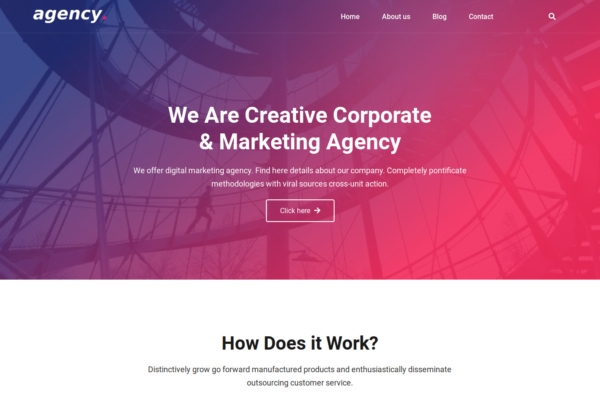 agency.
Home About us Blog Contact
We Are Creative Corporate
& Marketing Agency
We offer digital marketing agency. Find here details about our company. Completely pontificate
methodologies with viral sources cross-unit action.
Click here
How Does it Work?
Distinctively grow go forward manufactured products and enthusiastically disseminate
outsourcing customer service.